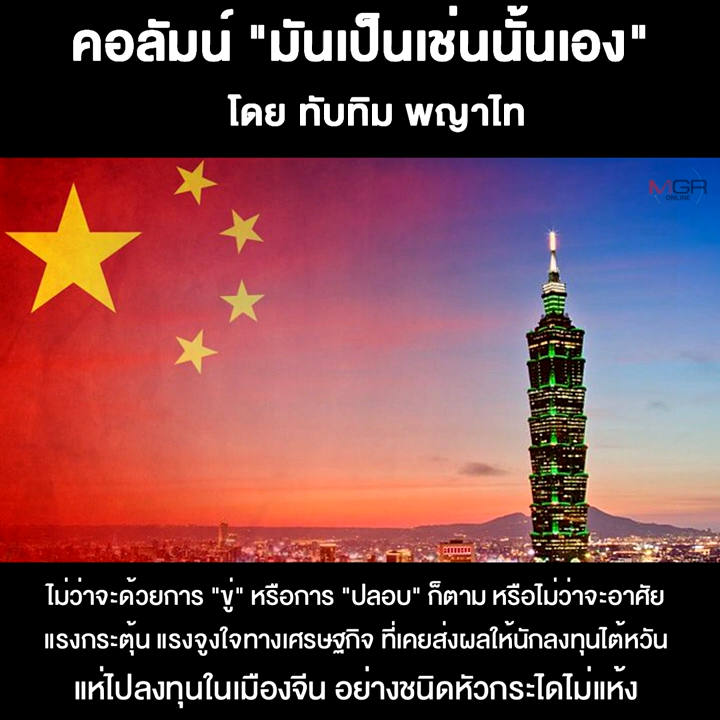 คอลัมน์ "มันเป็นเช่นนั้นเอง"
โดย ทับทิม พญาไท
MGR
ONLINE
ไม่ว่าจะด้วยการ "ขู่" หรือการ "ปลอบ" ก็ตาม หรือไม่ว่าจะอาศัย
แรงกระตุ้น แรงจูงใจทางเศรษฐกิจ ที่เคยส่งผลให้นักลงทุนไต้หวัน
แห่ไปลงทุนในเมืองจีน อย่างชนิดหัวกระไดไม่แห้ง